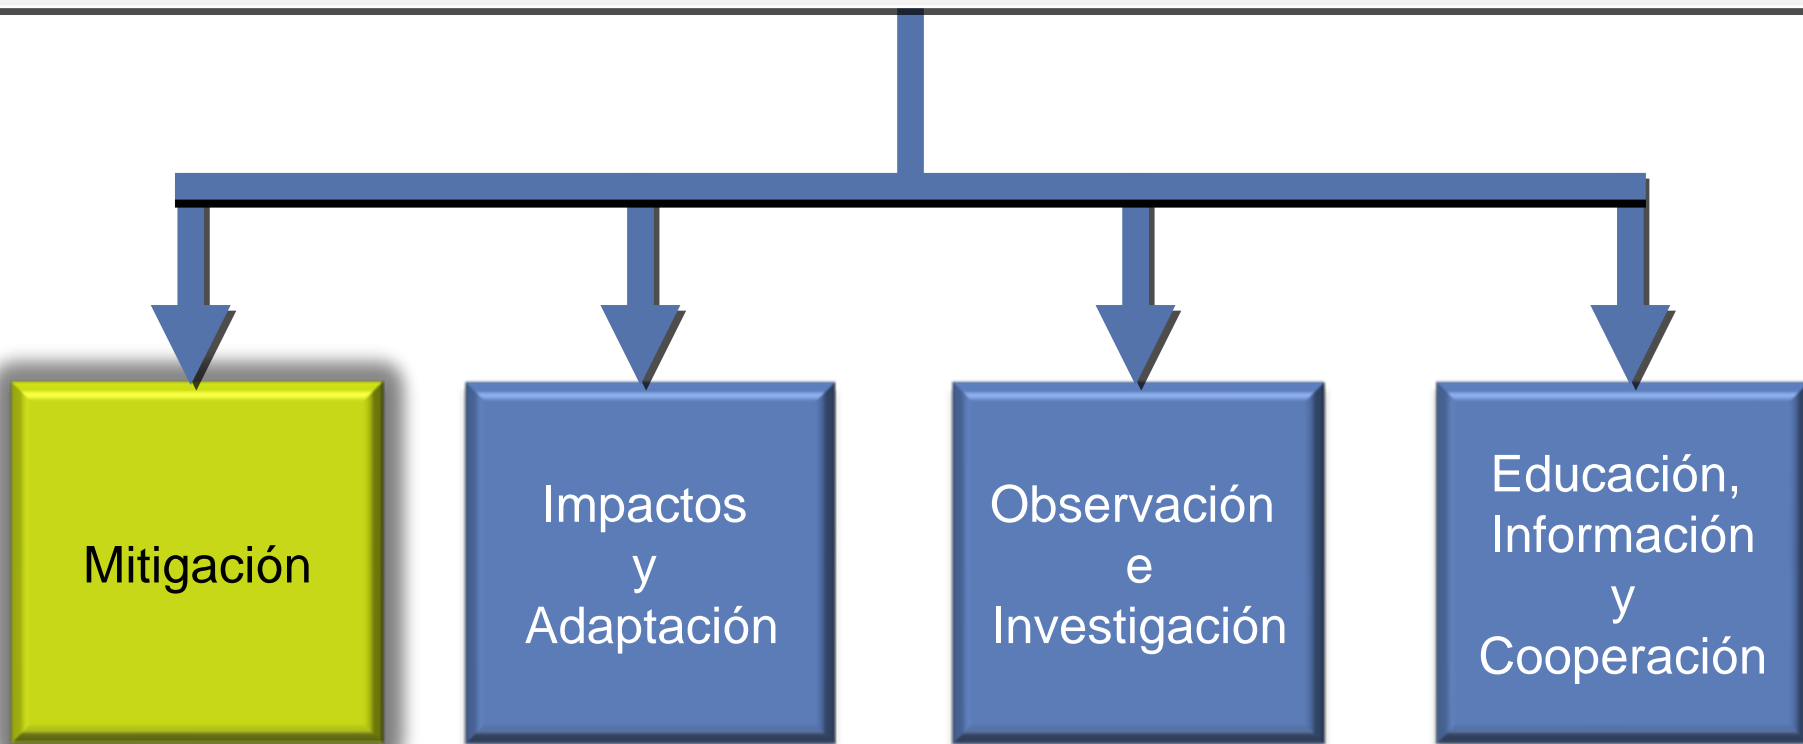 Mitigación
Impactos
y
Adaptación
Observación
e
Investigación
Educación,
Información
y
Cooperación